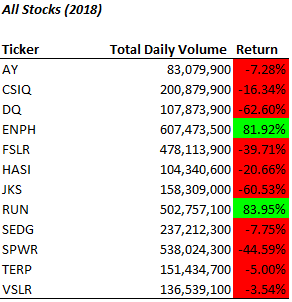 All Stocks (2018)
Ticker Total Daily Volume Return
AY 83,079,900 -7.28%
CSIQ 200,879,900 -16.34%
DQ 107,873,900 -62.60%
ENPH 607,473,500 81.92%
FSLR 478,113,900 -39.71%
HASI 104,340,600 -20.66%
JKS 158,309,000 -60.53%
RUN 502,757,100 83.95%
SEDG 237,212,300 -7.75%
SPWR 538,024,300 -44.59%
TERP 151,434,700 -5.00%
VSLR 136,539,100 -3.54%